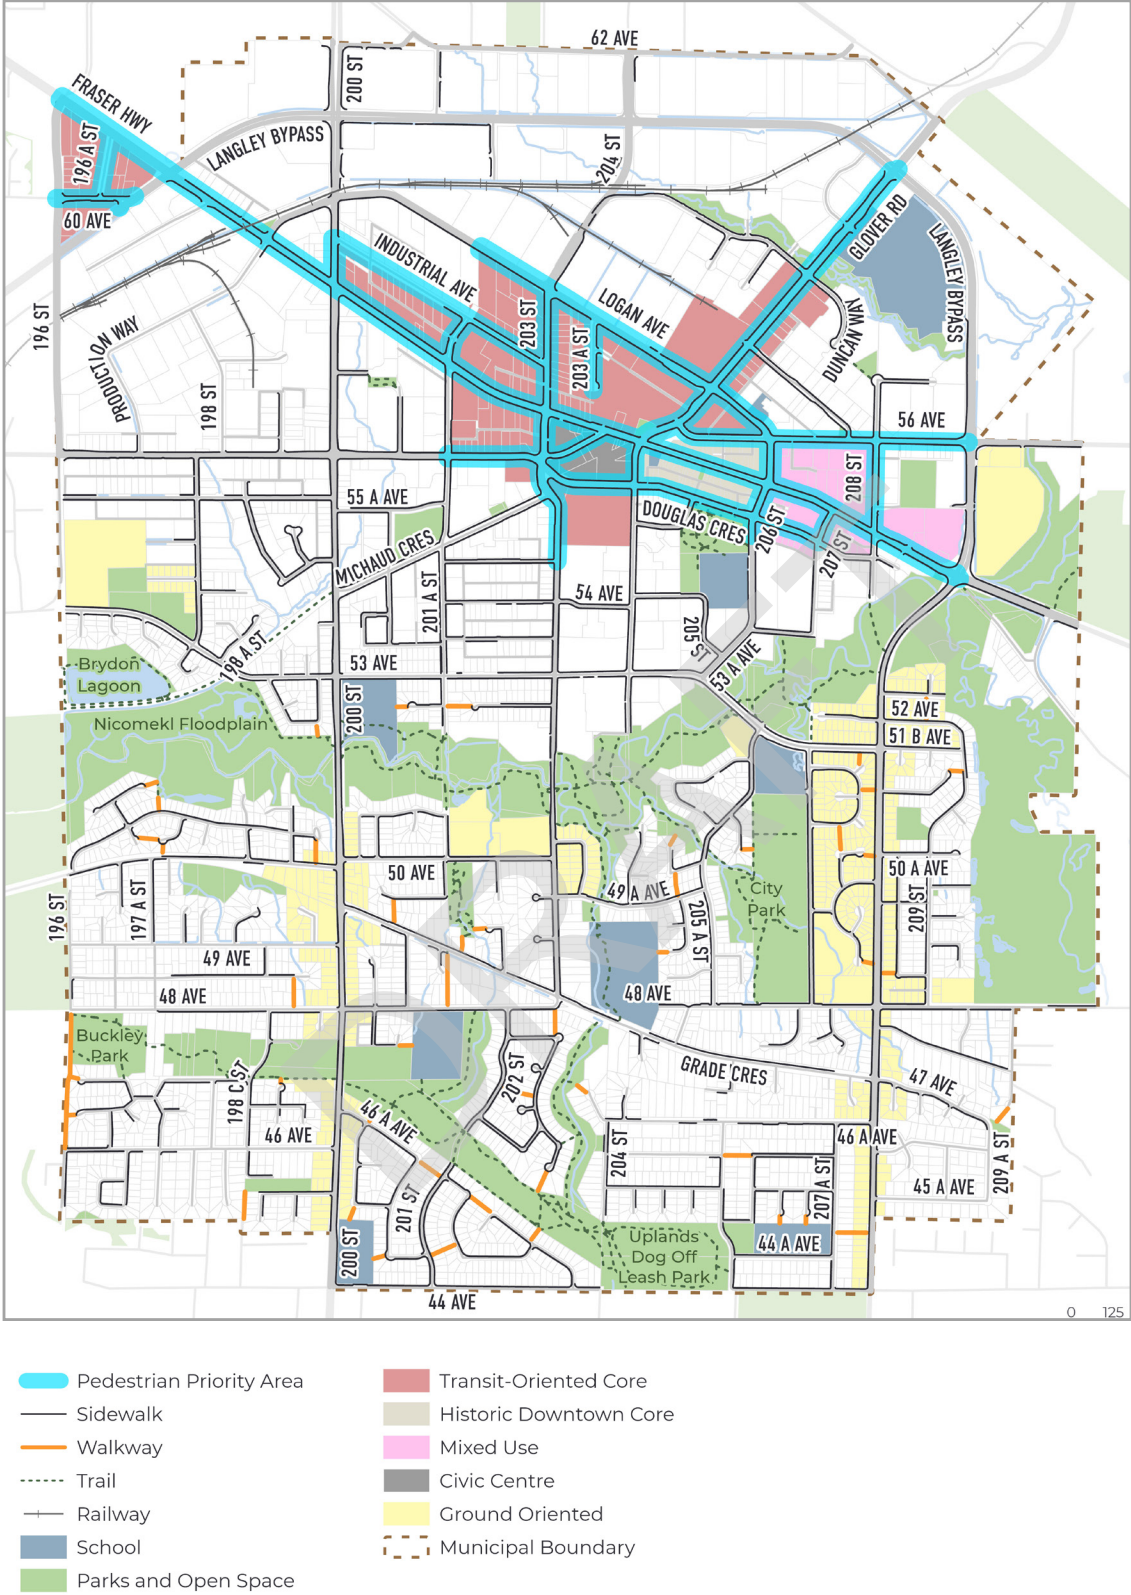 62 AVE
200 ST
FRASER HWY
196 A ST
LANGLEY BYPASS
204 ST
60 AVE
GLOVER RD
LANGLEY BYPASS
INDUSTRIAL AVE
196 ST
203 ST
LOGAN AVE
203 A ST
DUNCAN WAY
PRODUCTION WAY
198 ST
56 AVE
208 ST
55 A AVE
DOUGLAS CRES
206 ST
207 ST
MICHAUD CRES
201 A ST
54 AVE
205 ST
53 A AVE
198 A ST
53 AVE
Brydon
Lagoon
200 ST
52 AVE
51 B AVE
Nicomekl Floodplain
50 AVE
50 A AVE
49 A AVE
City
Park
196 ST
197 A ST
205 A ST
209 ST
49 AVE
48 AVE
48 AVE
Buckley
Park
GRADE CRES
47 AVE
198 C ST
202 ST
46 A AVE
46 AVE
46 A AVE
204 ST
209 A ST
207 A ST
45 A AVE
201 ST
200 ST
44 A AVE
Uplands
Dog Off
Leash Park
44 AVE
0 125
DRAFT
Pedestrian Priority Area
Sidewalk
Walkway
Trail
Railway
School
Parks and Open Space
Transit-Oriented Core
Historic Downtown Core
Mixed Use
Civic Centre
Ground Oriented
Municipal Boundary